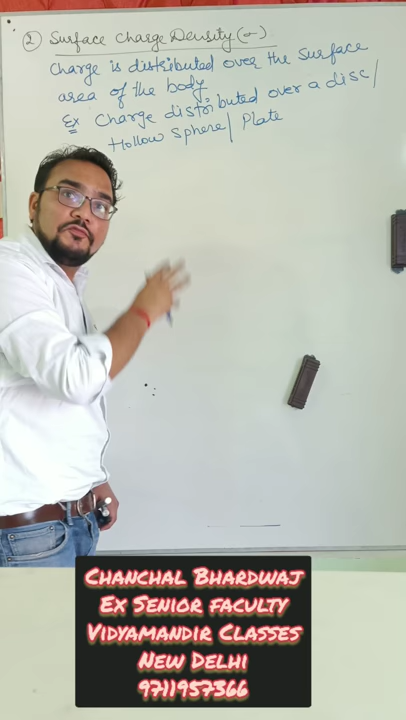 ② Surface Charge Density (σ)
Charge is distributed over the surface
area of the body
Ex Charge distributed over a disc/
Hollow sphere/ Plate
Chanchal Bhardwaj
Ex Senior faculty
Vidyamandir Classes
New Delhi
9711957366